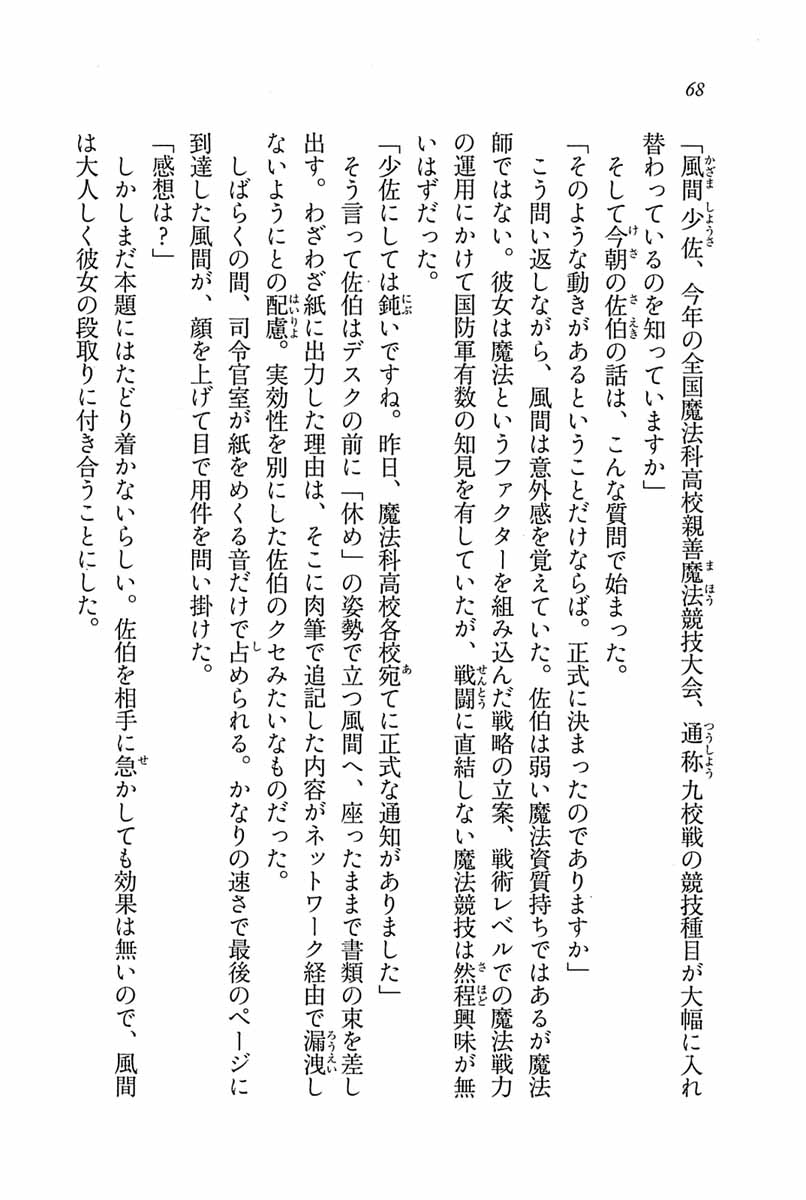 68
「風間少佐、今年の全国魔法科高校親善魔法競技大会、通称九校戦の競技種目が大幅に入れ
替わっているのを知っていますか」
そして今朝の佐伯の話は、こんな質問で始まった。
「そのような動きがあるということだけならば。正式に決まったのでありますか」
こう問い返しながら、風間は意外感を覚えていた。佐伯は弱い魔法資質持ちではあるが魔法
師ではない。彼女は魔法というファクターを組み込んだ戦略の立案、戦術レベルでの魔法戦力
の運用にかけて国防軍有数の知見を有していたが、戦闘に直結しない魔法競技は然程興味が無
いはずだった。
「少佐にしては鈍いですね。昨日、魔法科高校各校宛てに正式な通知がありました」
そう言って佐伯はデスクの前に「休め」の姿勢で立つ風間へ、座ったままで書類の束を差し
出す。わざわざ紙に出力した理由は、そこに肉筆で追記した内容がネットワーク経由で漏洩し
ないようにとの配慮。実効性を別にした佐伯のクセみたいなものだった。
しばらくの間、司令官室が紙をめくる音だけで占められる。かなりの速さで最後のページに
到達した風間が、顔を上げて目で用件を問い掛けた。
「感想は？」
しかしまだ本題にはたどり着かないらしい。佐伯を相手に急かしても効果は無いので、風間
は大人しく彼女の段取りに付き合うことにした。